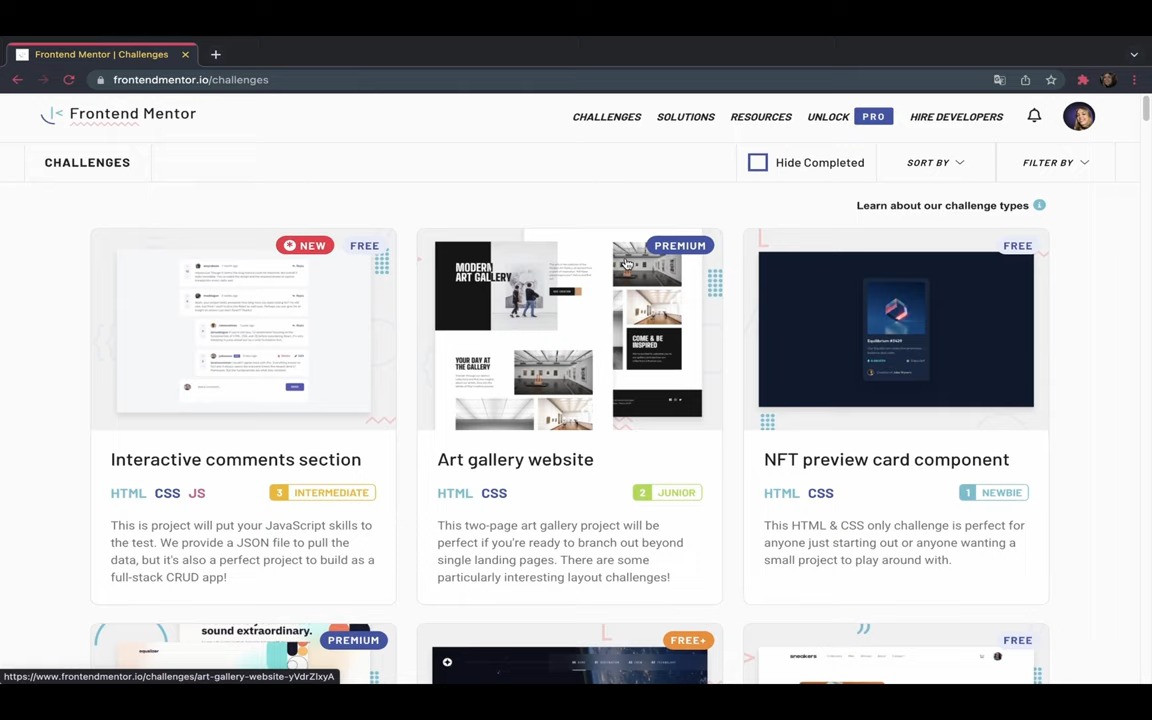 Frontend Mentor | Challenges
frontendmentor.io/challenges
Frontend Mentor
CHALLENGES SOLUTIONS RESOURCES UNLOCK PRO HIRE DEVELOPERS
CHALLENGES
Hide Completed
SORT BY
FILTER BY
Learn about our challenge types
NEW
FREE
Interactive comments section
HTML CSS JS
3 INTERMEDIATE
This is project will put your JavaScript skills to
the test. We provide a JSON file to pull the
data, but it's also a perfect project to build as a
full-stack CRUD app!
PREMIUM
MODERN
ART GALLERY
YOUR DAY AT
THE GALLERY
COME & BE
INSPIRED
Art gallery website
HTML CSS
2 JUNIOR
This two-page art gallery project will be
perfect if you're ready to branch out beyond
single landing pages. There are some
particularly interesting layout challenges!
FREE
Equilibrium #3429
NFT preview card component
HTML CSS
1 NEWBIE
This HTML & CSS only challenge is perfect for
anyone just starting out or anyone wanting a
small project to play around with.
sound extraordinary.
PREMIUM
equalizer
FREE+
FREE
sneakers
https://www.frontendmentor.io/challenges/art-gallery-website-yVdrZlxyA